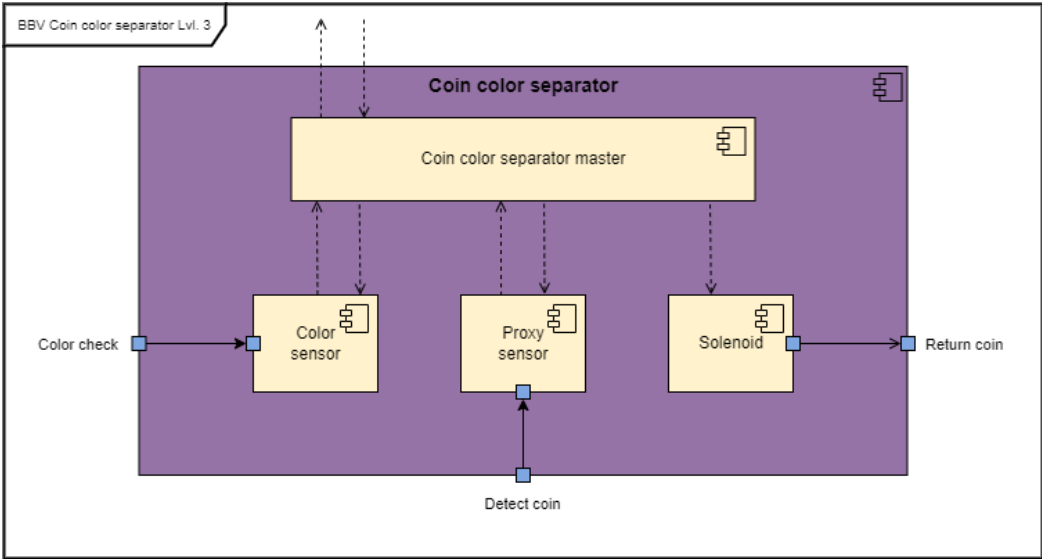 BBV Coin color separator Lvl. 3
Coin color separator
Coin color separator master
Color
sensor
Proxy
sensor
Solenoid
Color check
Return coin
Detect coin